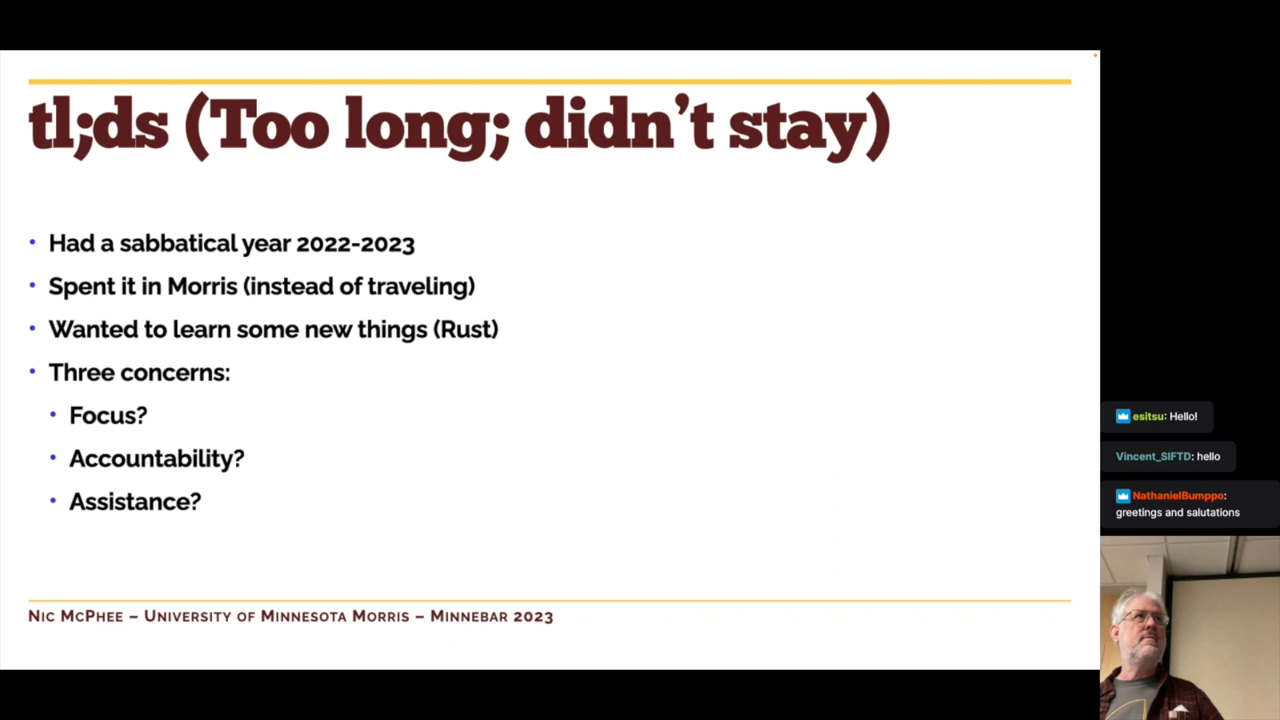 tl;ds (Too long; didn’t stay)
• Had a sabbatical year 2022-2023
• Spent it in Morris (instead of traveling)
• Wanted to learn some new things (Rust)
• Three concerns:
• Focus?
• Accountability?
• Assistance?
Nic McPhee – University of Minnesota Morris – Minnebar 2023
esitsu: Hello!
Vincent_SIFTD: hello
NathanielBumppo:
greetings and salutations